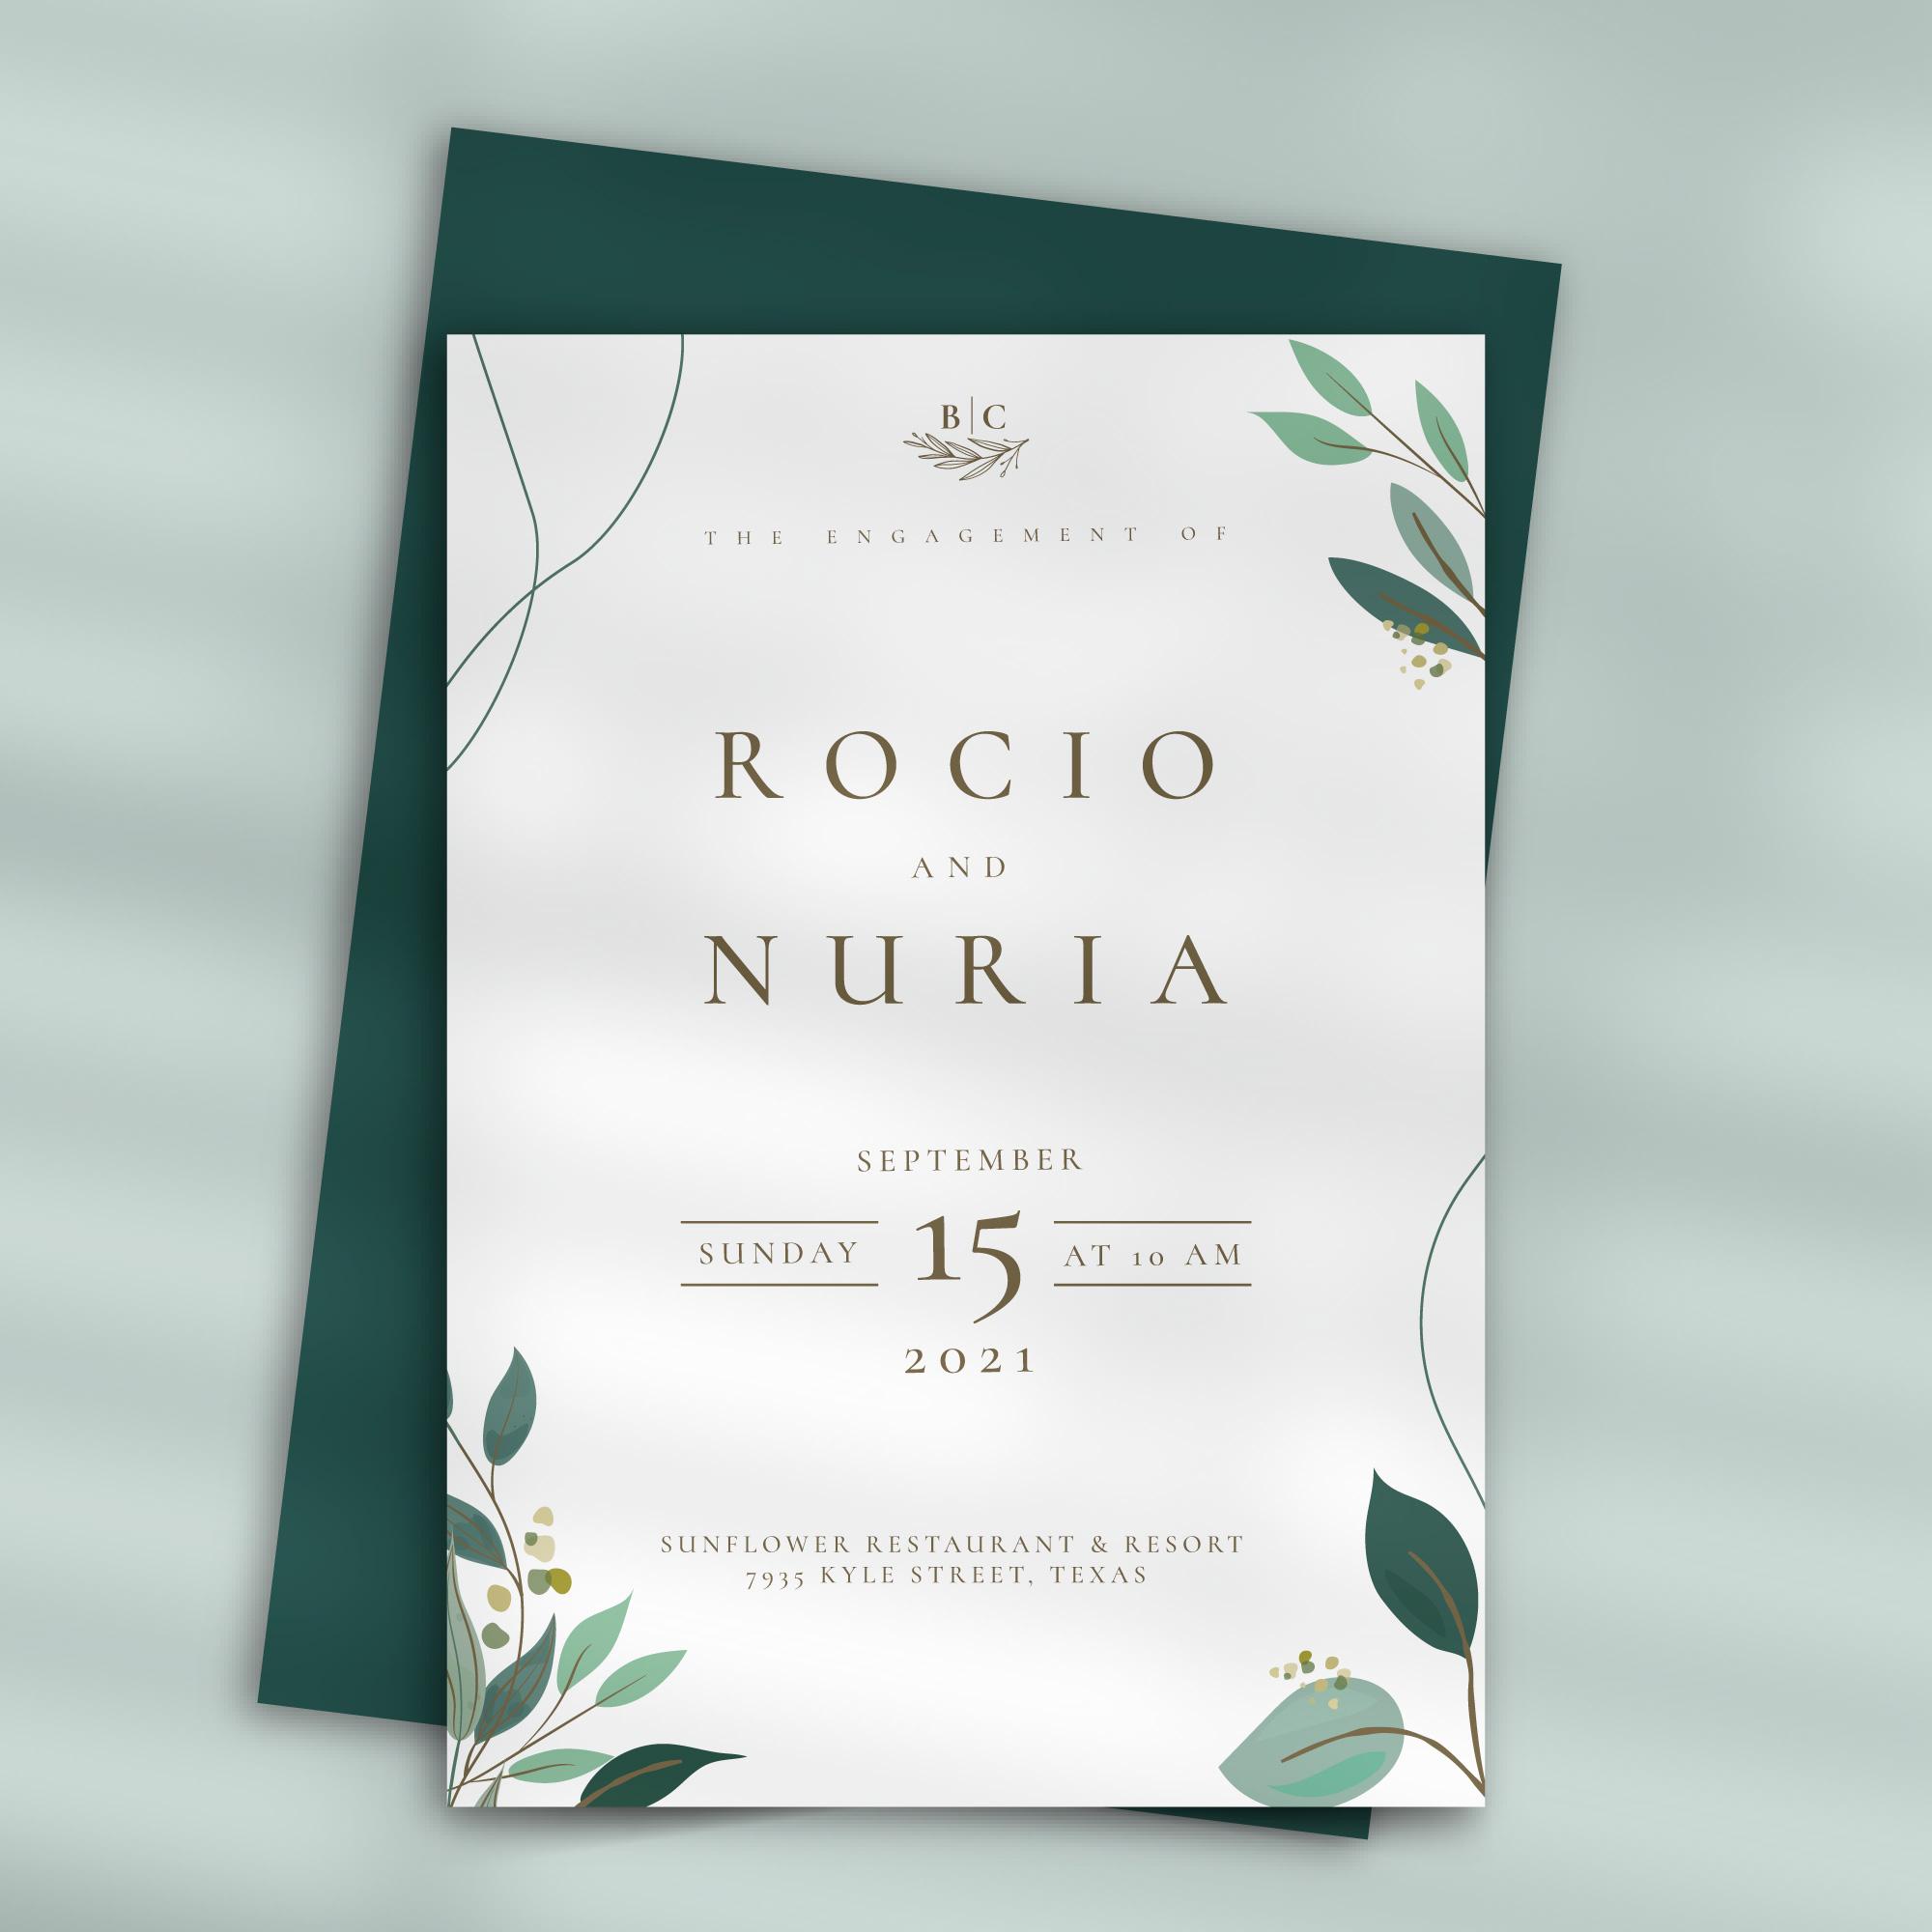 B|C
THE ENGAGEMENT OF
ROCIO
AND
NURIA
SEPTEMBER
SUNDAY 15 AT 10 AM
2021
SUNFLOWER RESTAURANT & RESORT
7935 KYLE STREET, TEXAS